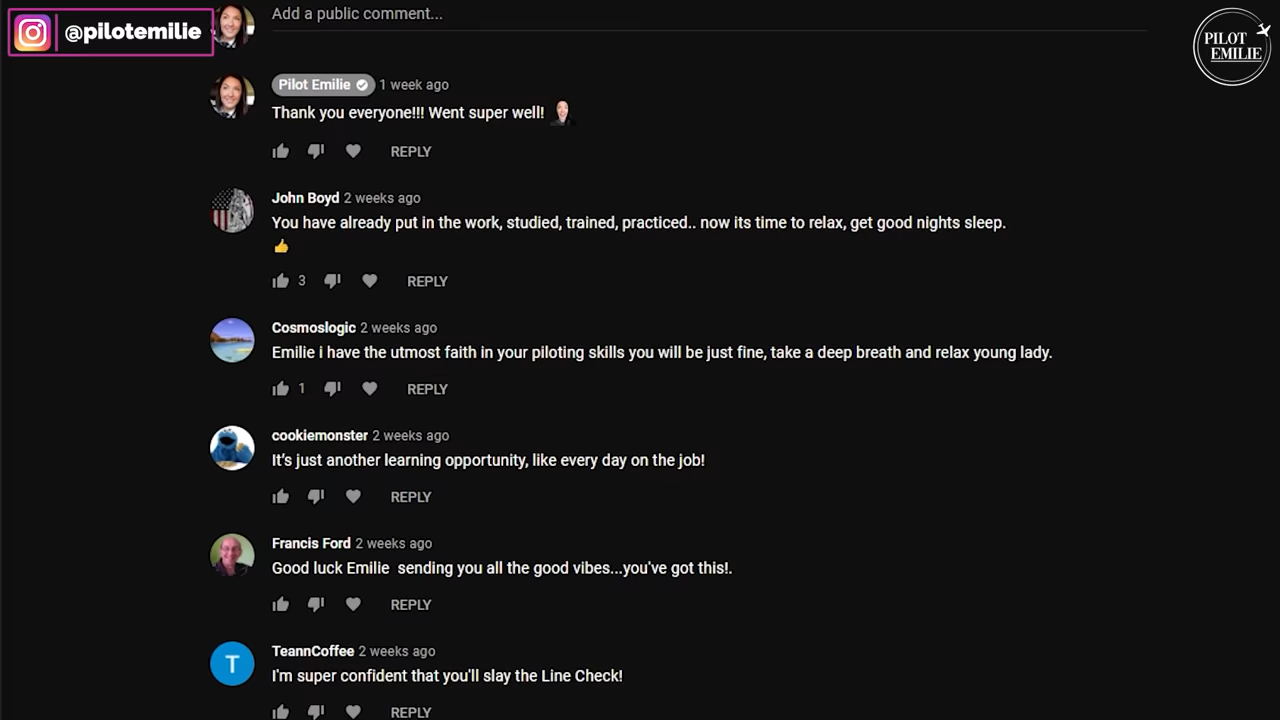 @pilotemilie
PILOT
EMILIE
Add a public comment...
Pilot Emilie 1 week ago
Thank you everyone!!! Went super well!
REPLY
John Boyd 2 weeks ago
You have already put in the work, studied, trained, practiced.. now its time to relax, get good nights sleep.
👍
3 REPLY
Cosmoslogic 2 weeks ago
Emilie i have the utmost faith in your piloting skills you will be just fine, take a deep breath and relax young lady.
1 REPLY
cookiemonster 2 weeks ago
It's just another learning opportunity, like every day on the job!
REPLY
Francis Ford 2 weeks ago
Good luck Emilie  sending you all the good vibes...you've got this!.
REPLY
T
TeannCoffee 2 weeks ago
I'm super confident that you'll slay the Line Check!
REPLY